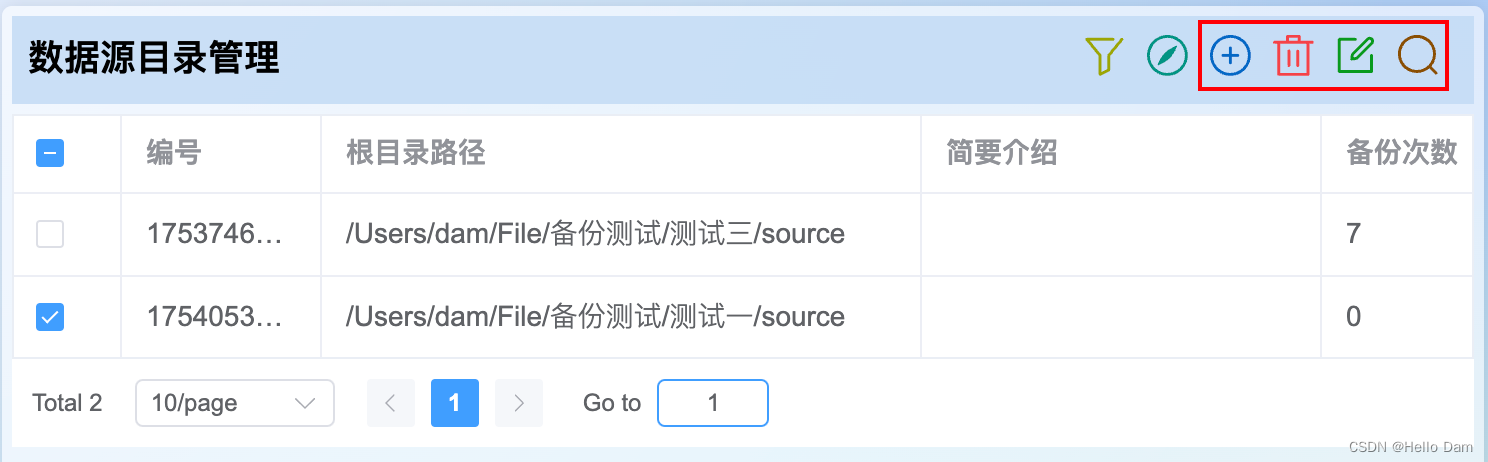 数据源目录管理
编号 根目录路径 简要介绍 备份次数
1753746... /Users/dam/File/备份测试/测试三/source 7
1754053... /Users/dam/File/备份测试/测试一/source 0
Total 2 10/page 1 Go to 1
CSDN @Hello Dam